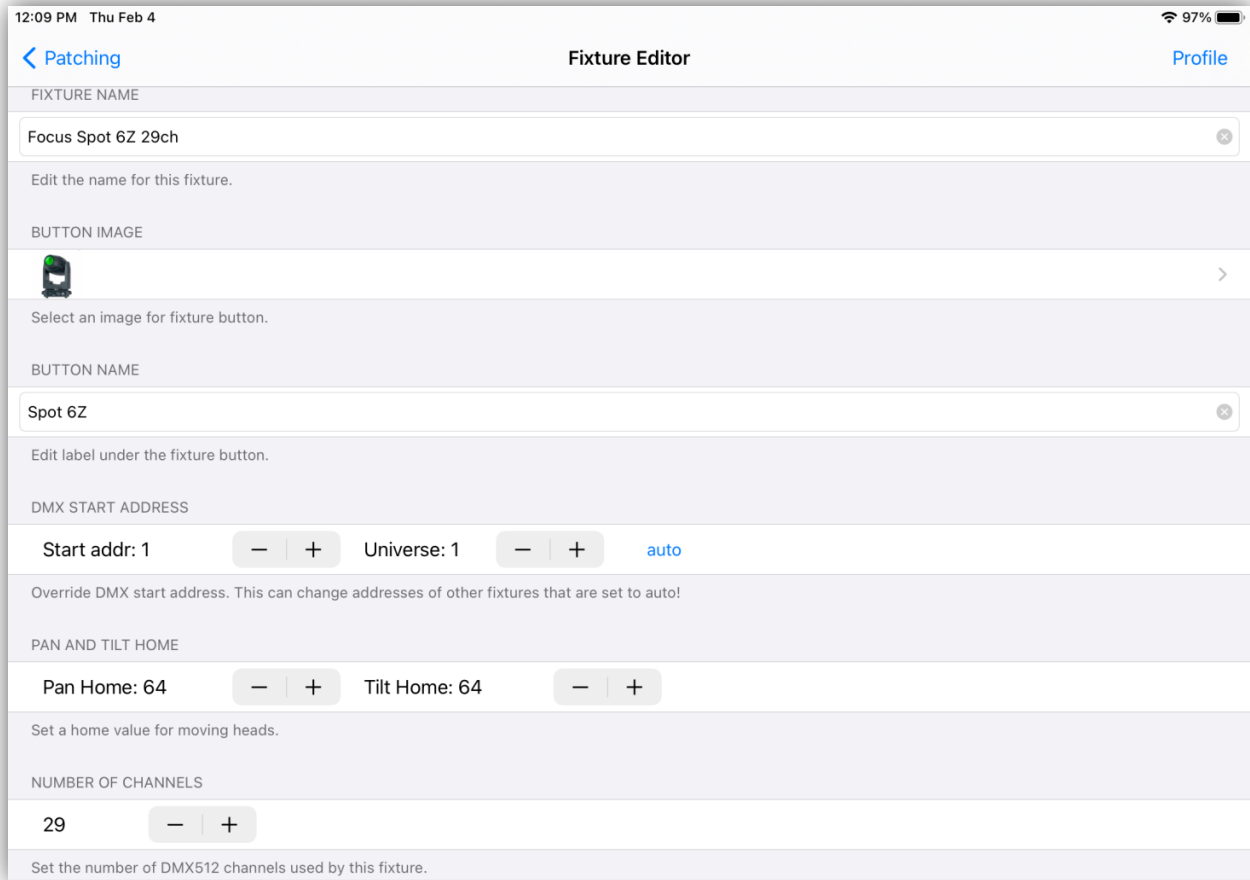 12:09 PM Thu Feb 4 97%
Patching Fixture Editor Profile
FIXTURE NAME
Focus Spot 6Z 29ch
Edit the name for this fixture.
BUTTON IMAGE
Select an image for fixture button.
BUTTON NAME
Spot 6Z
Edit label under the fixture button.
DMX START ADDRESS
Start addr: 1 − + Universe: 1 − + auto
Override DMX start address. This can change addresses of other fixtures that are set to auto!
PAN AND TILT HOME
Pan Home: 64 − + Tilt Home: 64 − +
Set a home value for moving heads.
NUMBER OF CHANNELS
29 − +
Set the number of DMX512 channels used by this fixture.